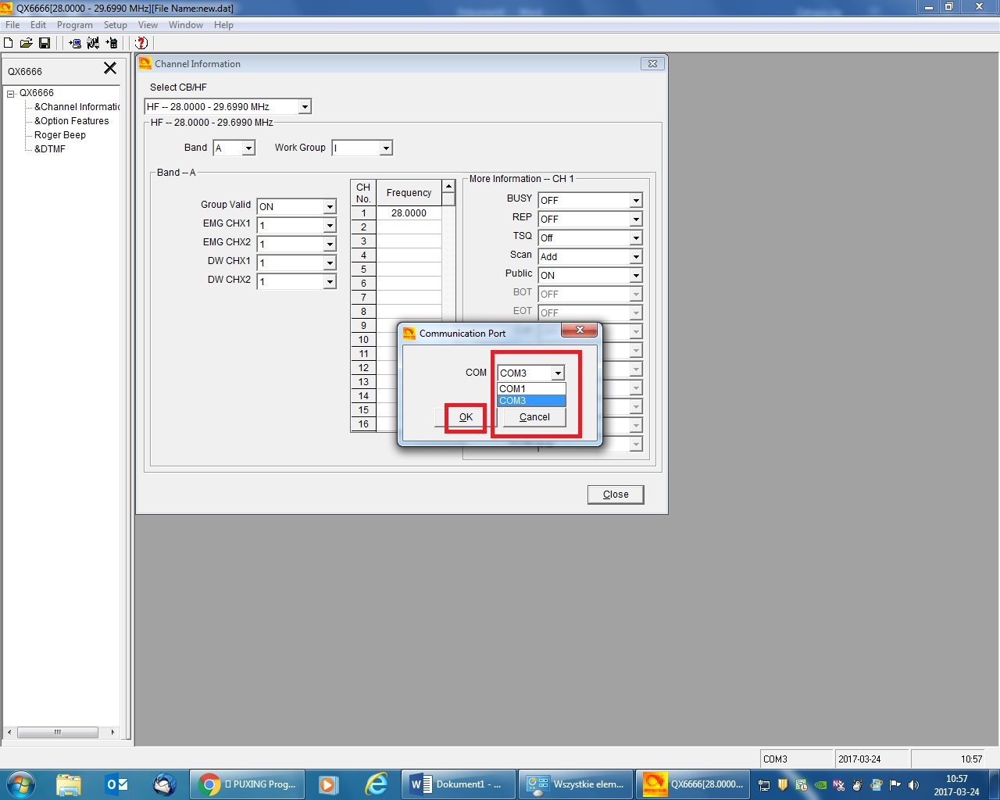 QX6666[28.0000 - 29.6990 MHz][File Name:new.dat]
File Edit Program Setup View Window Help
QX6666
QX6666
&Channel Informatic
&Option Features
Roger Beep
&DTMF
Channel Information
Select CB/HF
HF -- 28.0000 - 29.6990 MHz
HF -- 28.0000 - 29.6990 MHz
Band A Work Group I
Band -- A
Group Valid ON
EMG CHX1 1
EMG CHX2 1
DW CHX1 1
DW CHX2 1
CH No. Frequency
1 28.0000
2
3
4
5
6
7
8
9
10
11
12
13
14
15
16
More Information -- CH 1
BUSY OFF
REP OFF
TSQ Off
Scan Add
Public ON
BOT OFF
EOT OFF
Communication Port
COM COM3
COM1
COM3
OK Cancel
Close
COM3 2017-03-24 10:57
PUXING Prog...
Dokument1 - ...
Wszystkie elem...
QX6666[28.0000...
10:57
2017-03-24